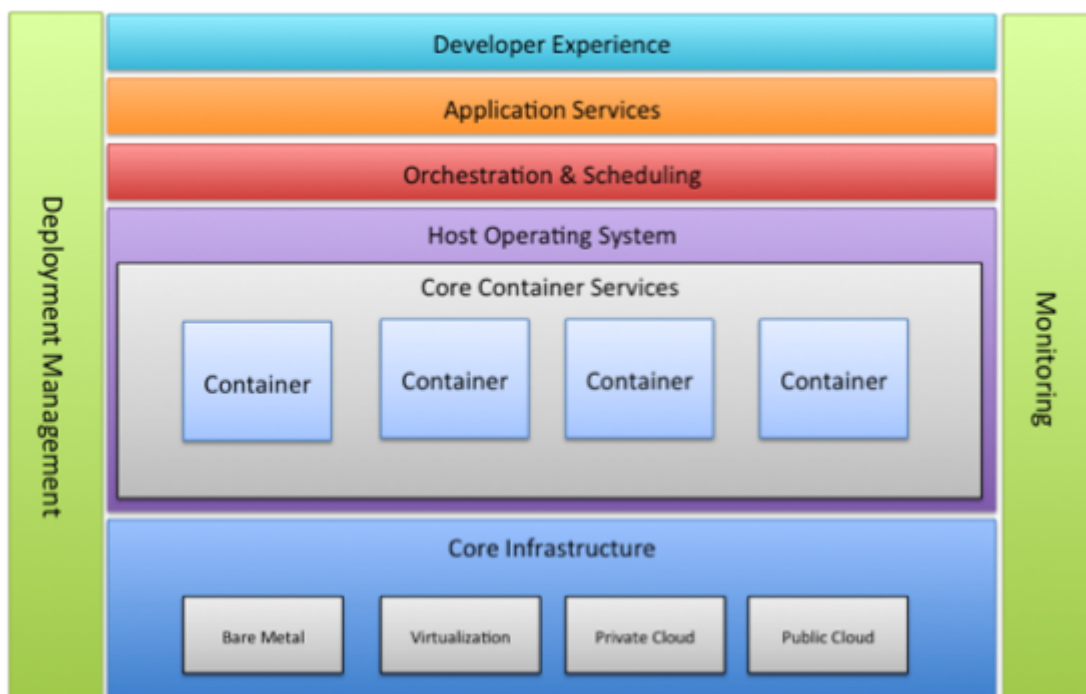 Developer Experience
Application Services
Orchestration & Scheduling
Host Operating System
Core Container Services
Container
Container
Container
Container
Core Infrastructure
Bare Metal
Virtualization
Private Cloud
Public Cloud
Deployment Management
Monitoring